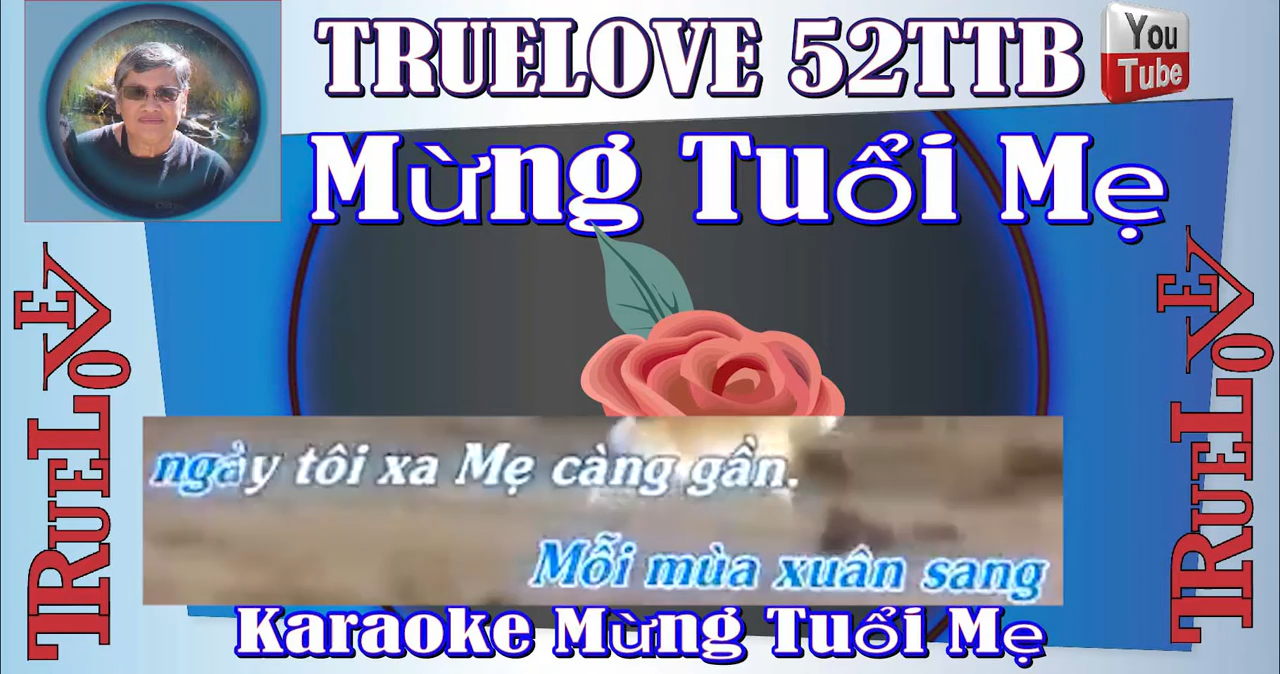 TRUELOVE 52TTB
You
Tube
Mừng Tuổi Mẹ
TRUELOVE
TRUELOVE
ngày tôi xa Mẹ càng gần.
Mỗi mùa xuân sang
Karaoke Mừng Tuổi Mẹ